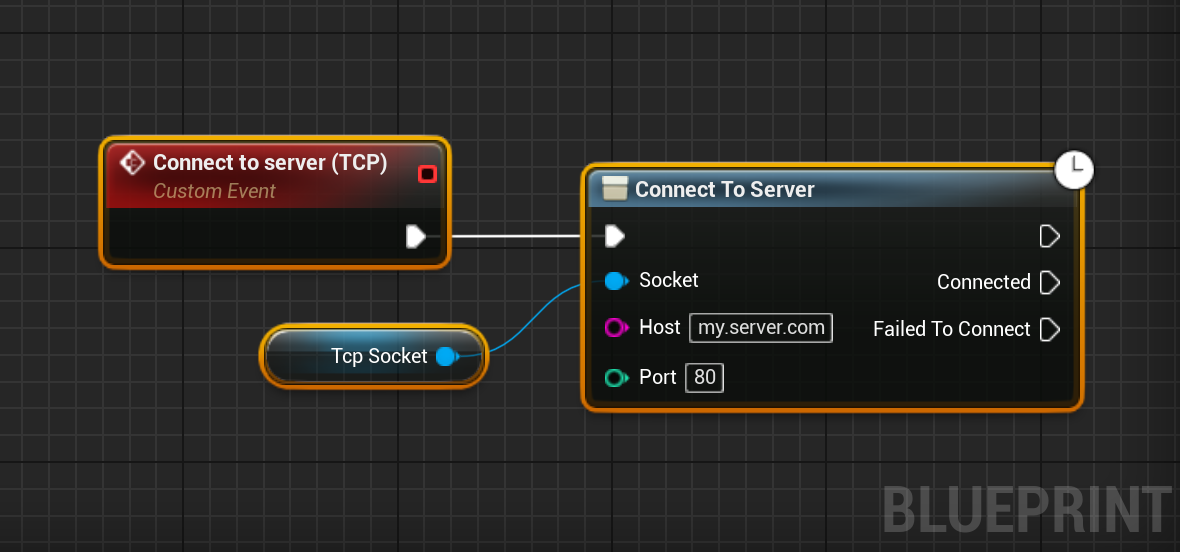 Connect to server (TCP)
Custom Event
Connect To Server
Socket
Connected
Host my.server.com
Failed To Connect
Tcp Socket
Port 80
BLUEPRINT